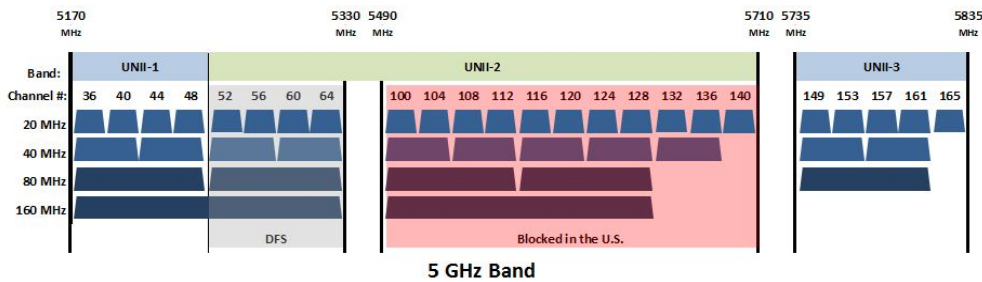 5170 MHz 5330 MHz 5490 MHz 5710 MHz 5735 MHz 5835 MHz
Band: UNII-1 UNII-2 UNII-3
Channel #: 36 40 44 48 52 56 60 64 100 104 108 112 116 120 124 128 132 136 140 149 153 157 161 165
20 MHz
40 MHz
80 MHz
160 MHz
DFS Blocked in the U.S.
5 GHz Band